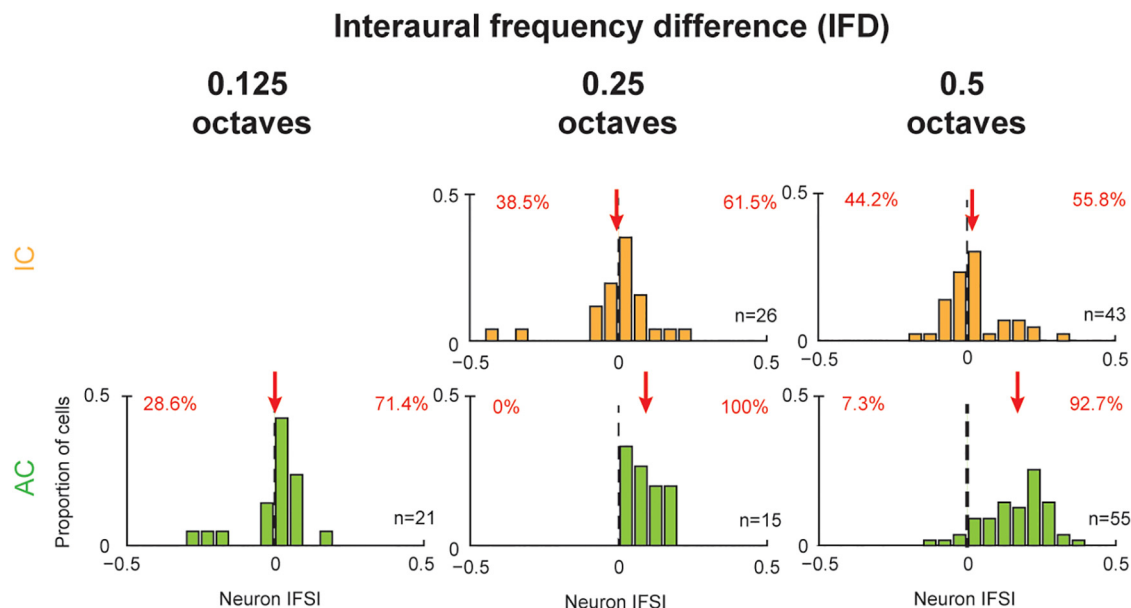 Interaural frequency difference (IFD)
0.125
octaves
0.25
octaves
0.5
octaves
IC
0.5
38.5%
61.5%
n=26
0
−0.5
0
0.5
0.5
44.2%
55.8%
n=43
0
−0.5
0
0.5
AC
Proportion of cells
0.5
28.6%
71.4%
n=21
0
−0.5
0
0.5
Neuron IFSI
0.5
0%
100%
n=15
0
−0.5
0
0.5
Neuron IFSI
0.5
7.3%
92.7%
n=55
0
−0.5
0
0.5
Neuron IFSI